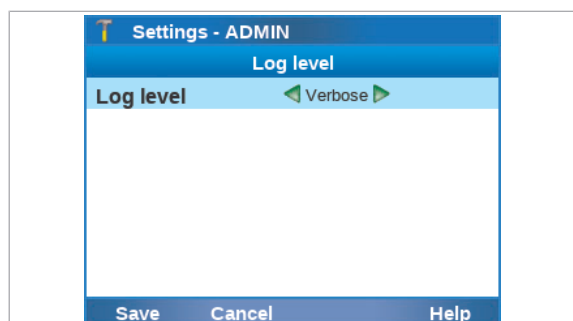 Settings - ADMIN
Log level
Log level Verbose
Save Cancel Help